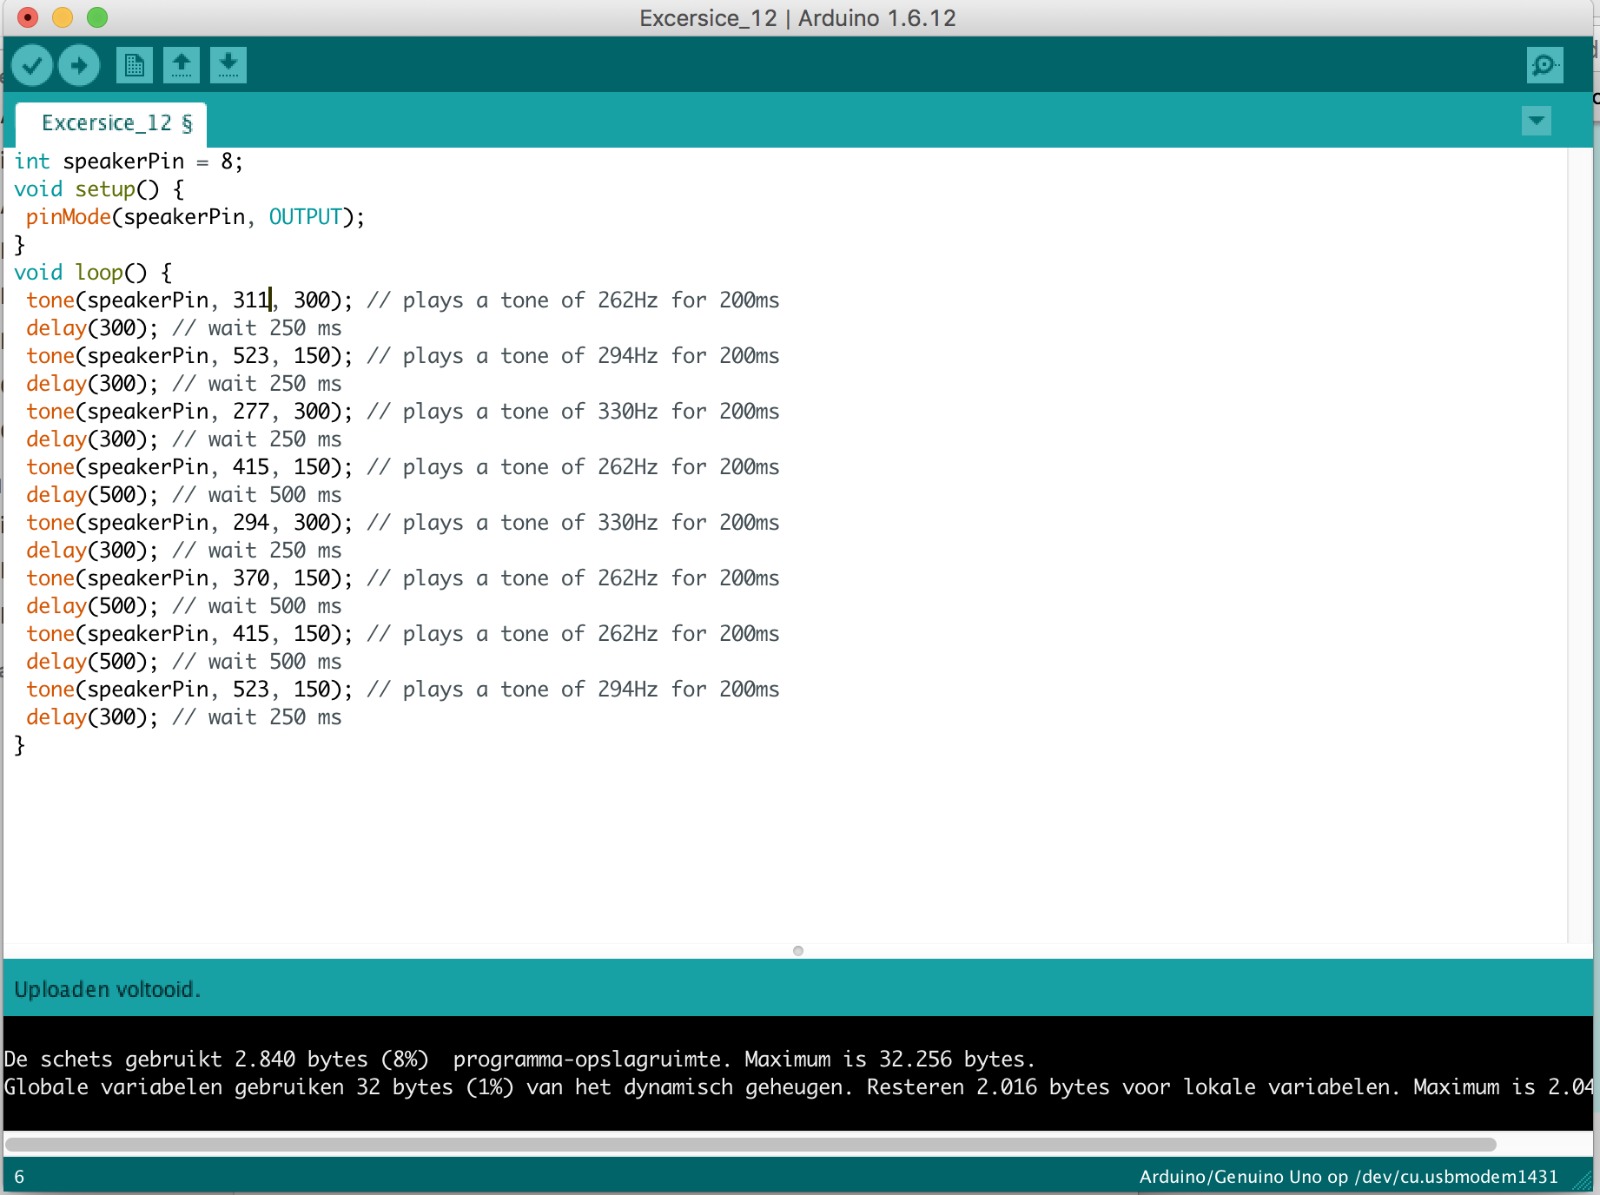 Excersice_12 | Arduino 1.6.12
Excersice_12 §
int speakerPin = 8;
void setup() {
 pinMode(speakerPin, OUTPUT);
}
void loop() {
 tone(speakerPin, 311, 300); // plays a tone of 262Hz for 200ms
 delay(300); // wait 250 ms
 tone(speakerPin, 523, 150); // plays a tone of 294Hz for 200ms
 delay(300); // wait 250 ms
 tone(speakerPin, 277, 300); // plays a tone of 330Hz for 200ms
 delay(300); // wait 250 ms
 tone(speakerPin, 415, 150); // plays a tone of 262Hz for 200ms
 delay(500); // wait 500 ms
 tone(speakerPin, 294, 300); // plays a tone of 330Hz for 200ms
 delay(300); // wait 250 ms
 tone(speakerPin, 370, 150); // plays a tone of 262Hz for 200ms
 delay(500); // wait 500 ms
 tone(speakerPin, 415, 150); // plays a tone of 262Hz for 200ms
 delay(500); // wait 500 ms
 tone(speakerPin, 523, 150); // plays a tone of 294Hz for 200ms
 delay(300); // wait 250 ms
}
Uploaden voltooid.
De schets gebruikt 2.840 bytes (8%)  programma-opslagruimte. Maximum is 32.256 bytes.
Globale variabelen gebruiken 32 bytes (1%) van het dynamisch geheugen. Resteren 2.016 bytes voor lokale variabelen. Maximum is 2.04
6
Arduino/Genuino Uno op /dev/cu.usbmodem1431